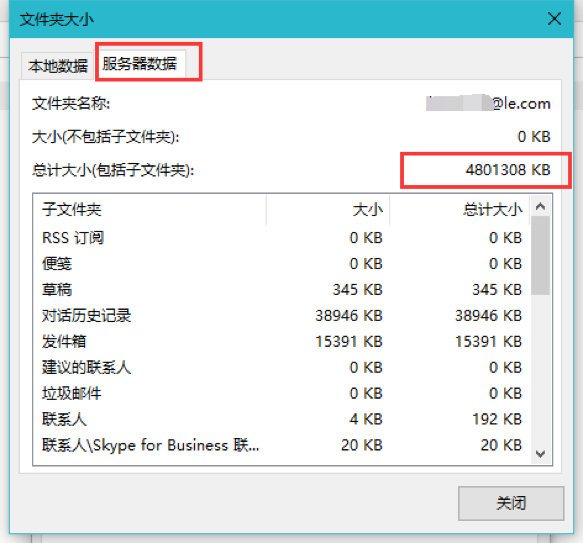 文件夹大小
本地数据 服务器数据
文件夹名称: @le.com
大小(不包括子文件夹): 0 KB
总计大小(包括子文件夹): 4801308 KB
子文件夹 大小 总计大小
RSS 订阅 0 KB 0 KB
便笺 0 KB 0 KB
草稿 345 KB 345 KB
对话历史记录 38946 KB 38946 KB
发件箱 15391 KB 15391 KB
建议的联系人 0 KB 0 KB
垃圾邮件 0 KB 0 KB
联系人 4 KB 192 KB
联系人\Skype for Business 联... 20 KB 20 KB
关闭